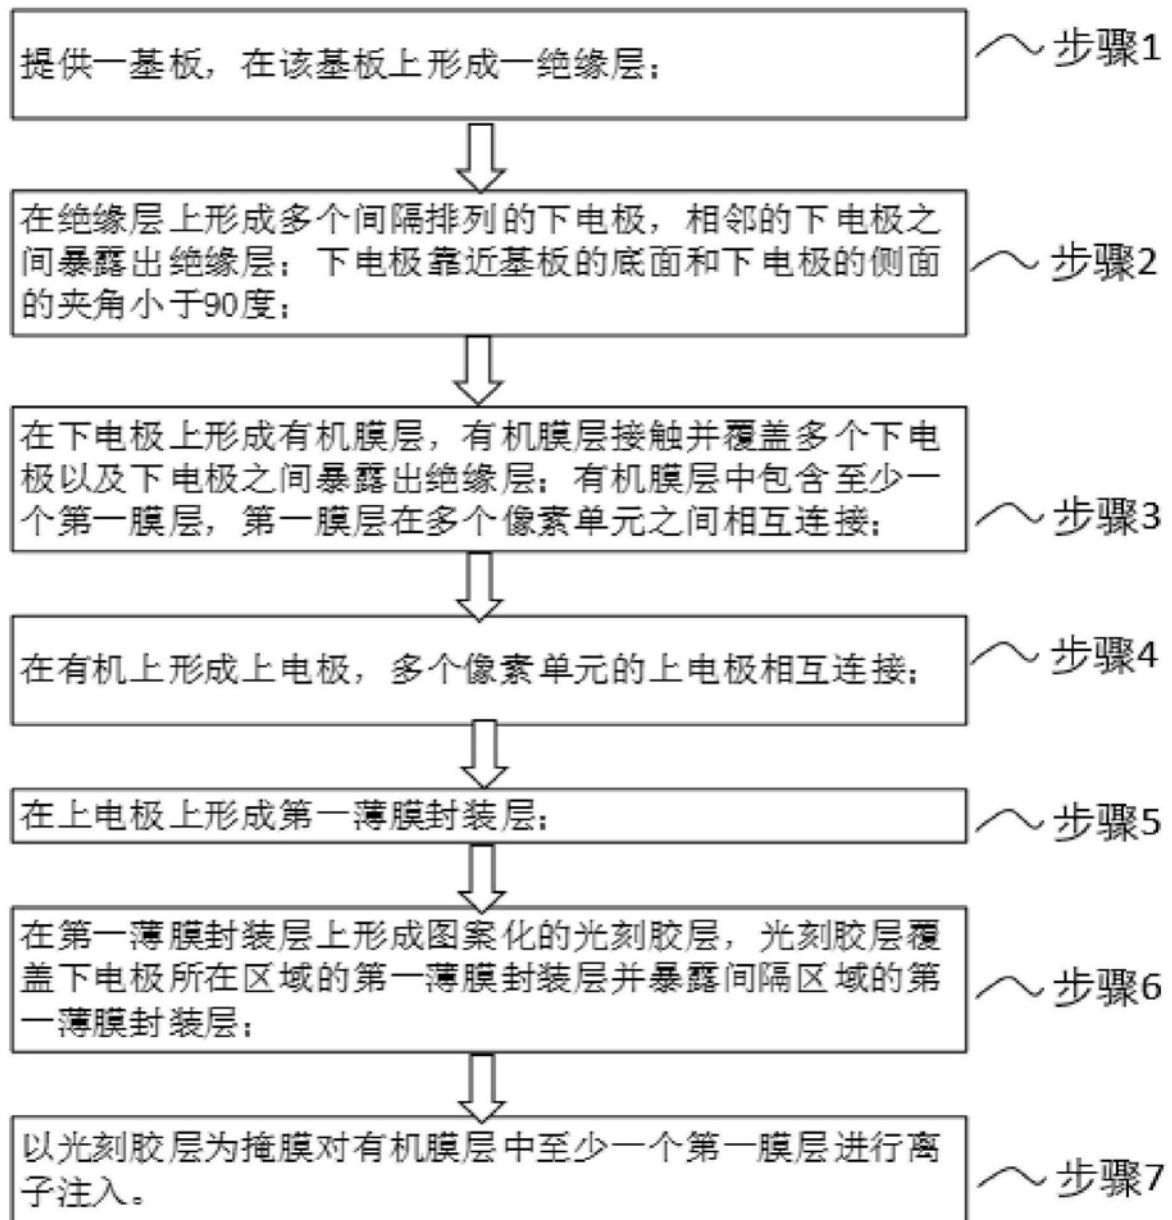 提供一基板，在该基板上形成一绝缘层；
步骤1
在绝缘层上形成多个间隔排列的下电极，相邻的下电极之
间暴露出绝缘层；下电极靠近基板的底面和下电极的侧面
的夹角小于90度；
步骤2
在下电极上形成有机膜层，有机膜层接触并覆盖多个下电
极以及下电极之间暴露出绝缘层；有机膜层中包含至少一
个第一膜层，第一膜层在多个像素单元之间相互连接；
步骤3
在有机上形成上电极，多个像素单元的上电极相互连接；
步骤4
在上电极上形成第一薄膜封装层；
步骤5
在第一薄膜封装层上形成图案化的光刻胶层，光刻胶层覆
盖下电极所在区域的第一薄膜封装层并暴露间隔区域的第
一薄膜封装层；
步骤6
以光刻胶层为掩膜对有机膜层中至少一个第一膜层进行离
子注入。
步骤7